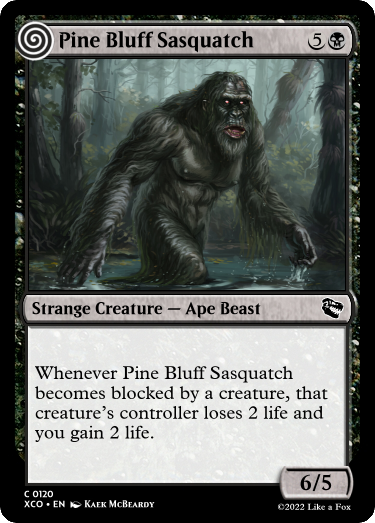 Pine Bluff Sasquatch 5
Strange Creature — Ape Beast
Whenever Pine Bluff Sasquatch
becomes blocked by a creature, that
creature's controller loses 2 life and
you gain 2 life.
6/5
C 0120
XCO • EN Kaek McBeardy
©2022 Like a Fox